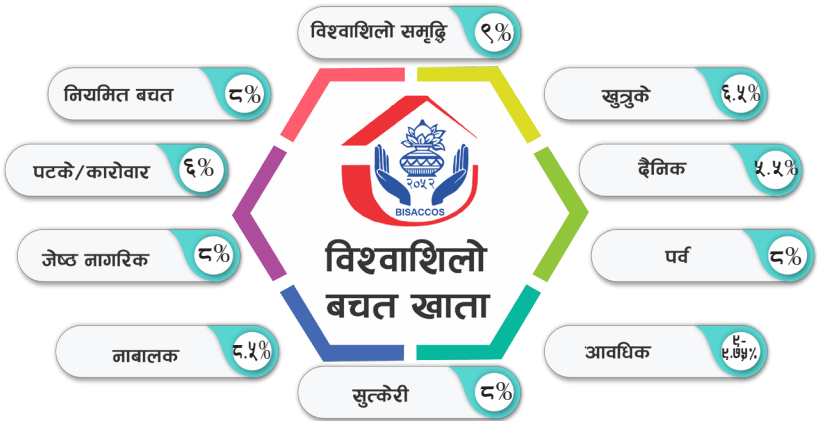 विश्वाशिलो समृद्धि ९%
नियमित बचत ८%
खुत्रुके ६.५%
पटके/कारोवार ६%
दैनिक ५.५%
जेष्ठ नागरिक ८%
पर्व ८%
नाबालक ८.५%
आवधिक ९-
९.७५%
सुत्केरी ८%
२०५२
BISACCOS
विश्वाशिलो
बचत खाता